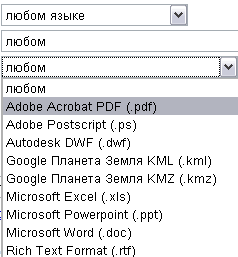 любом языке
любом
любом
любом
Adobe Acrobat PDF (.pdf)
Adobe Postscript (.ps)
Autodesk DWF (.dwf)
Google Планета Земля KML (.kml)
Google Планета Земля KMZ (.kmz)
Microsoft Excel (.xls)
Microsoft Powerpoint (.ppt)
Microsoft Word (.doc)
Rich Text Format (.rtf)